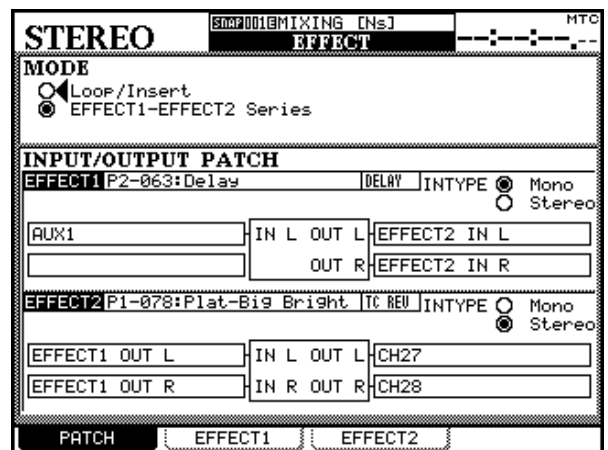 STEREO SNAP001 MIXING [Ns] MTC
EFFECT --:--:--.--
MODE
Loop/Insert
EFFECT1-EFFECT2 Series
INPUT/OUTPUT PATCH
EFFECT1 P2-063:Delay DELAY INTYPE Mono
Stereo
AUX1 IN L OUT L EFFECT2 IN L
OUT R EFFECT2 IN R
EFFECT2 P1-078:Plat-Big Bright TC REV INTYPE Mono
Stereo
EFFECT1 OUT L IN L OUT L CH27
EFFECT1 OUT R IN R OUT R CH28
PATCH EFFECT1 EFFECT2